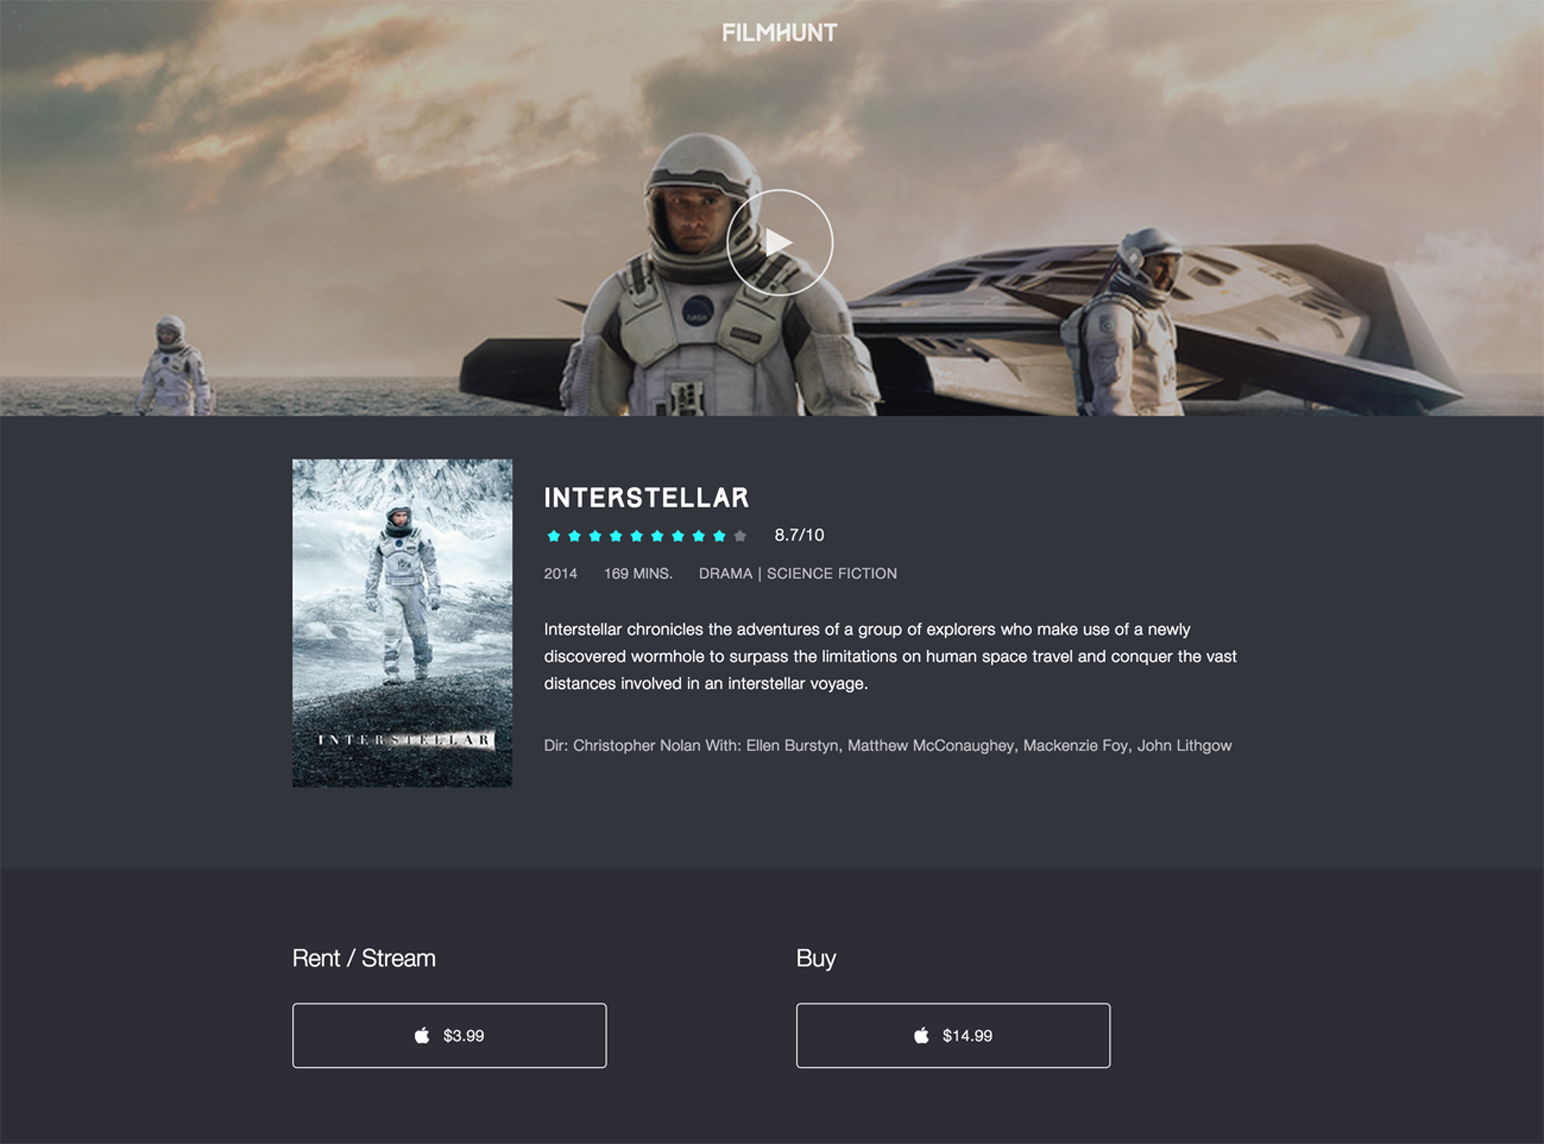 FILMHUNT
NASA
INTERSTELLAR
8.7/10
2014 169 MINS. DRAMA | SCIENCE FICTION
Interstellar chronicles the adventures of a group of explorers who make use of a newly
discovered wormhole to surpass the limitations on human space travel and conquer the vast
distances involved in an interstellar voyage.
INTERSTELLAR
Dir: Christopher Nolan With: Ellen Burstyn, Matthew McConaughey, Mackenzie Foy, John Lithgow
Rent / Stream
Buy
$3.99
$14.99